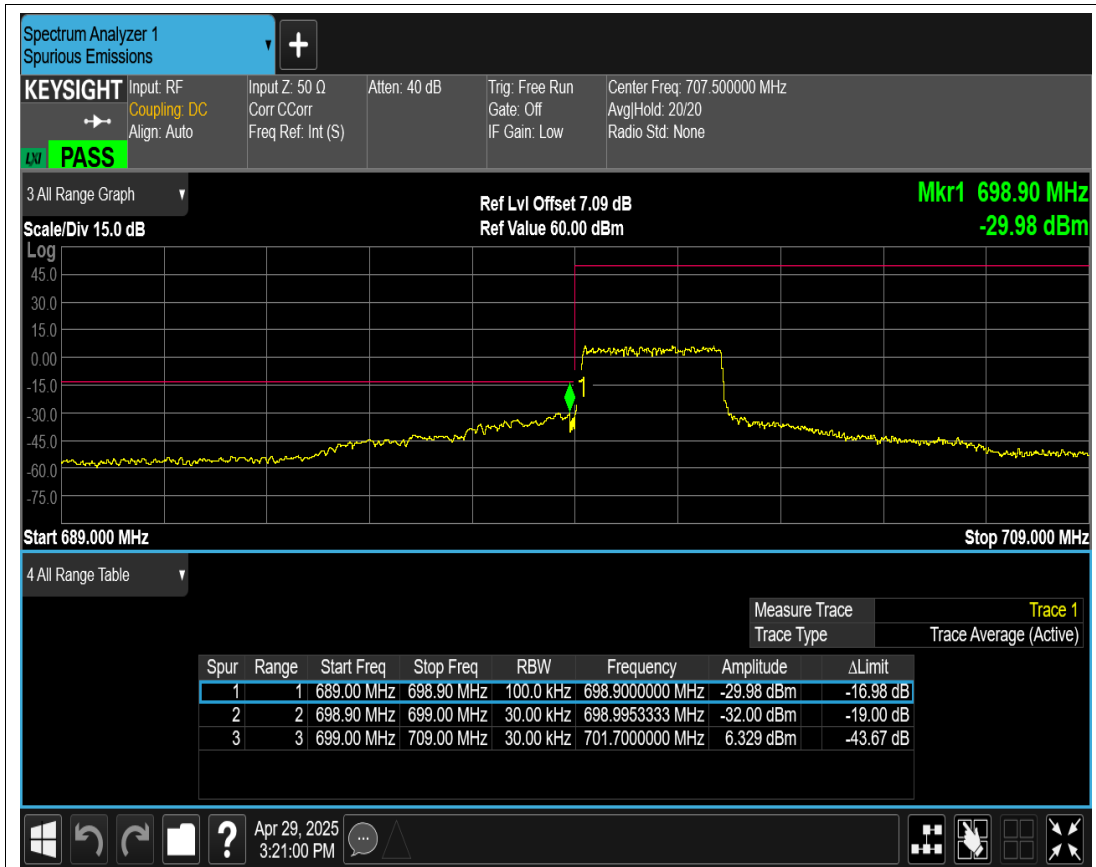 Spectrum Analyzer 1
Spurious Emissions
+
KEYSIGHT
Input: RF
Coupling: DC
Align: Auto
Input Z: 50 Ω
Corr CCorr
Freq Ref: Int (S)
Atten: 40 dB
Trig: Free Run
Gate: Off
IF Gain: Low
Center Freq: 707.500000 MHz
Avg|Hold: 20/20
Radio Std: None
LXI PASS
3 All Range Graph
Ref Lvl Offset 7.09 dB
Mkr1 698.90 MHz
Scale/Div 15.0 dB
Ref Value 60.00 dBm
-29.98 dBm
Log
45.0
30.0
15.0
0.00
-15.0
1
-30.0
-45.0
-60.0
-75.0
Start 689.000 MHz
Stop 709.000 MHz
4 All Range Table
Measure Trace Trace 1
Trace Type Trace Average (Active)
Spur Range Start Freq Stop Freq RBW Frequency Amplitude ΔLimit
1 1 689.00 MHz 698.90 MHz 100.0 kHz 698.9000000 MHz -29.98 dBm -16.98 dB
2 2 698.90 MHz 699.00 MHz 30.00 kHz 698.9953333 MHz -32.00 dBm -19.00 dB
3 3 699.00 MHz 709.00 MHz 30.00 kHz 701.7000000 MHz 6.329 dBm -43.67 dB
?
Apr 29, 2025
3:21:00 PM